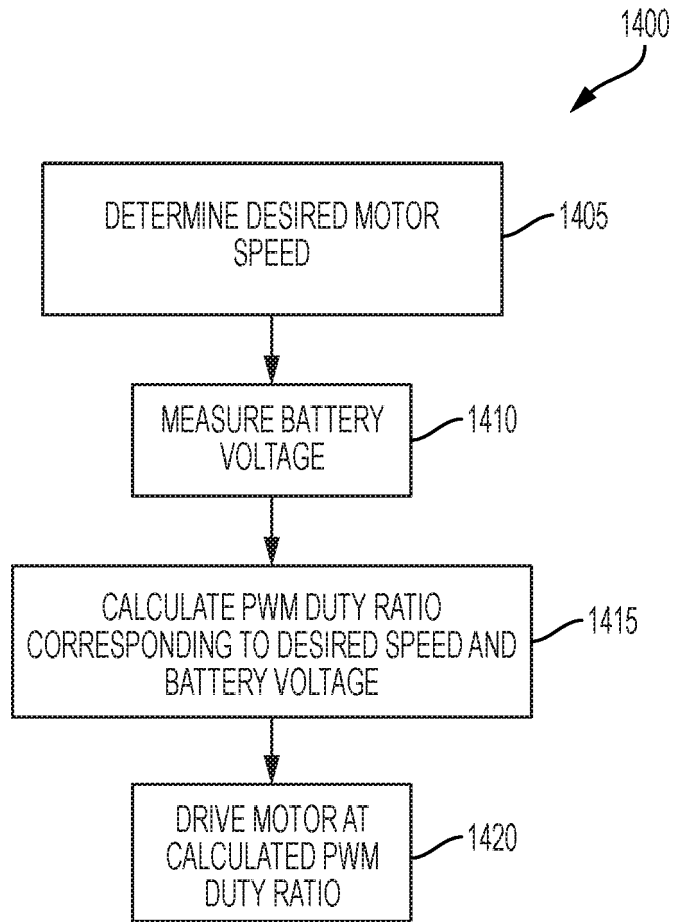 1400
DETERMINE DESIRED MOTOR
SPEED
1405
MEASURE BATTERY
VOLTAGE
1410
CALCULATE PWM DUTY RATIO
CORRESPONDING TO DESIRED SPEED AND
BATTERY VOLTAGE
1415
DRIVE MOTOR AT
CALCULATED PWM
DUTY RATIO
1420